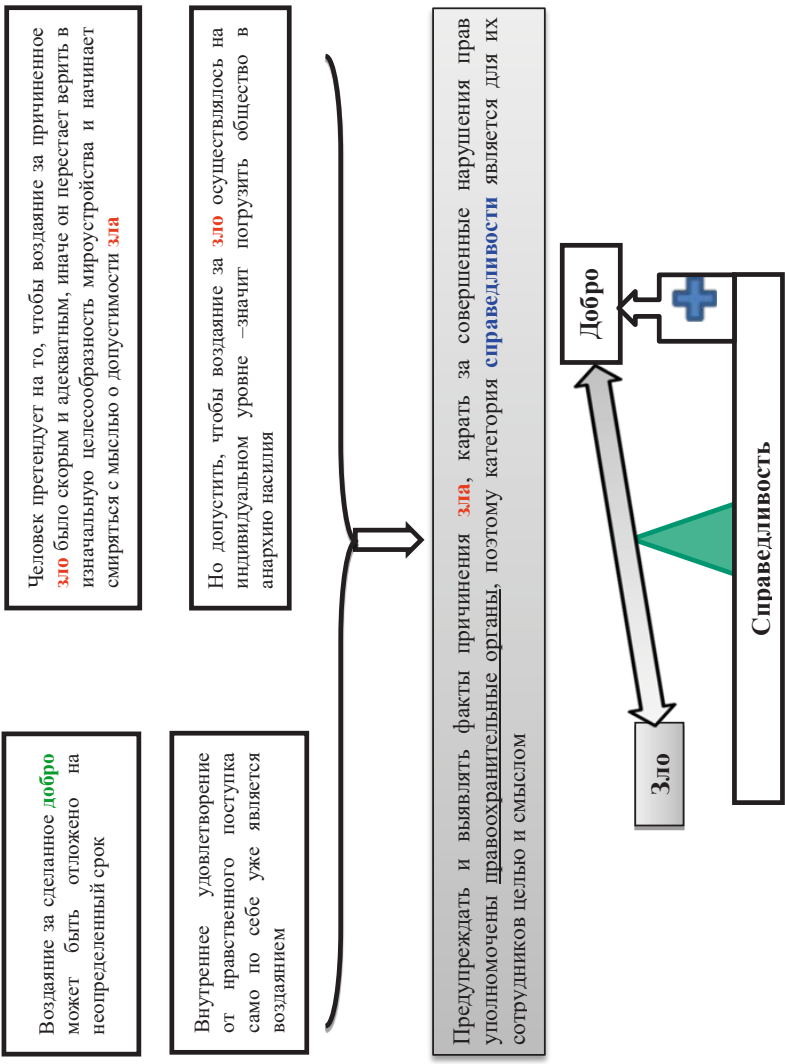 Воздаяние за сделанное добро
может быть отложено на
неопределенный срок
Человек претендует на то, чтобы воздаяние за причиненное
зло было скорым и адекватным, иначе он перестает верить в
изначальную целесообразность мироустройства и начинает
смиряться с мыслью о допустимости зла
Внутреннее удовлетворение
от нравственного поступка
само по себе уже является
воздаянием
Но допустить, чтобы воздаяние за зло осуществлялось на
индивидуальном уровне –значит погрузить общество в
анархию насилия
Предупреждать и выявлять факты причинения зла, карать за совершенные нарушения прав
уполномочены правоохранительные органы, поэтому категория справедливости является для их
сотрудников целью и смыслом
Добро
Зло
Справедливость